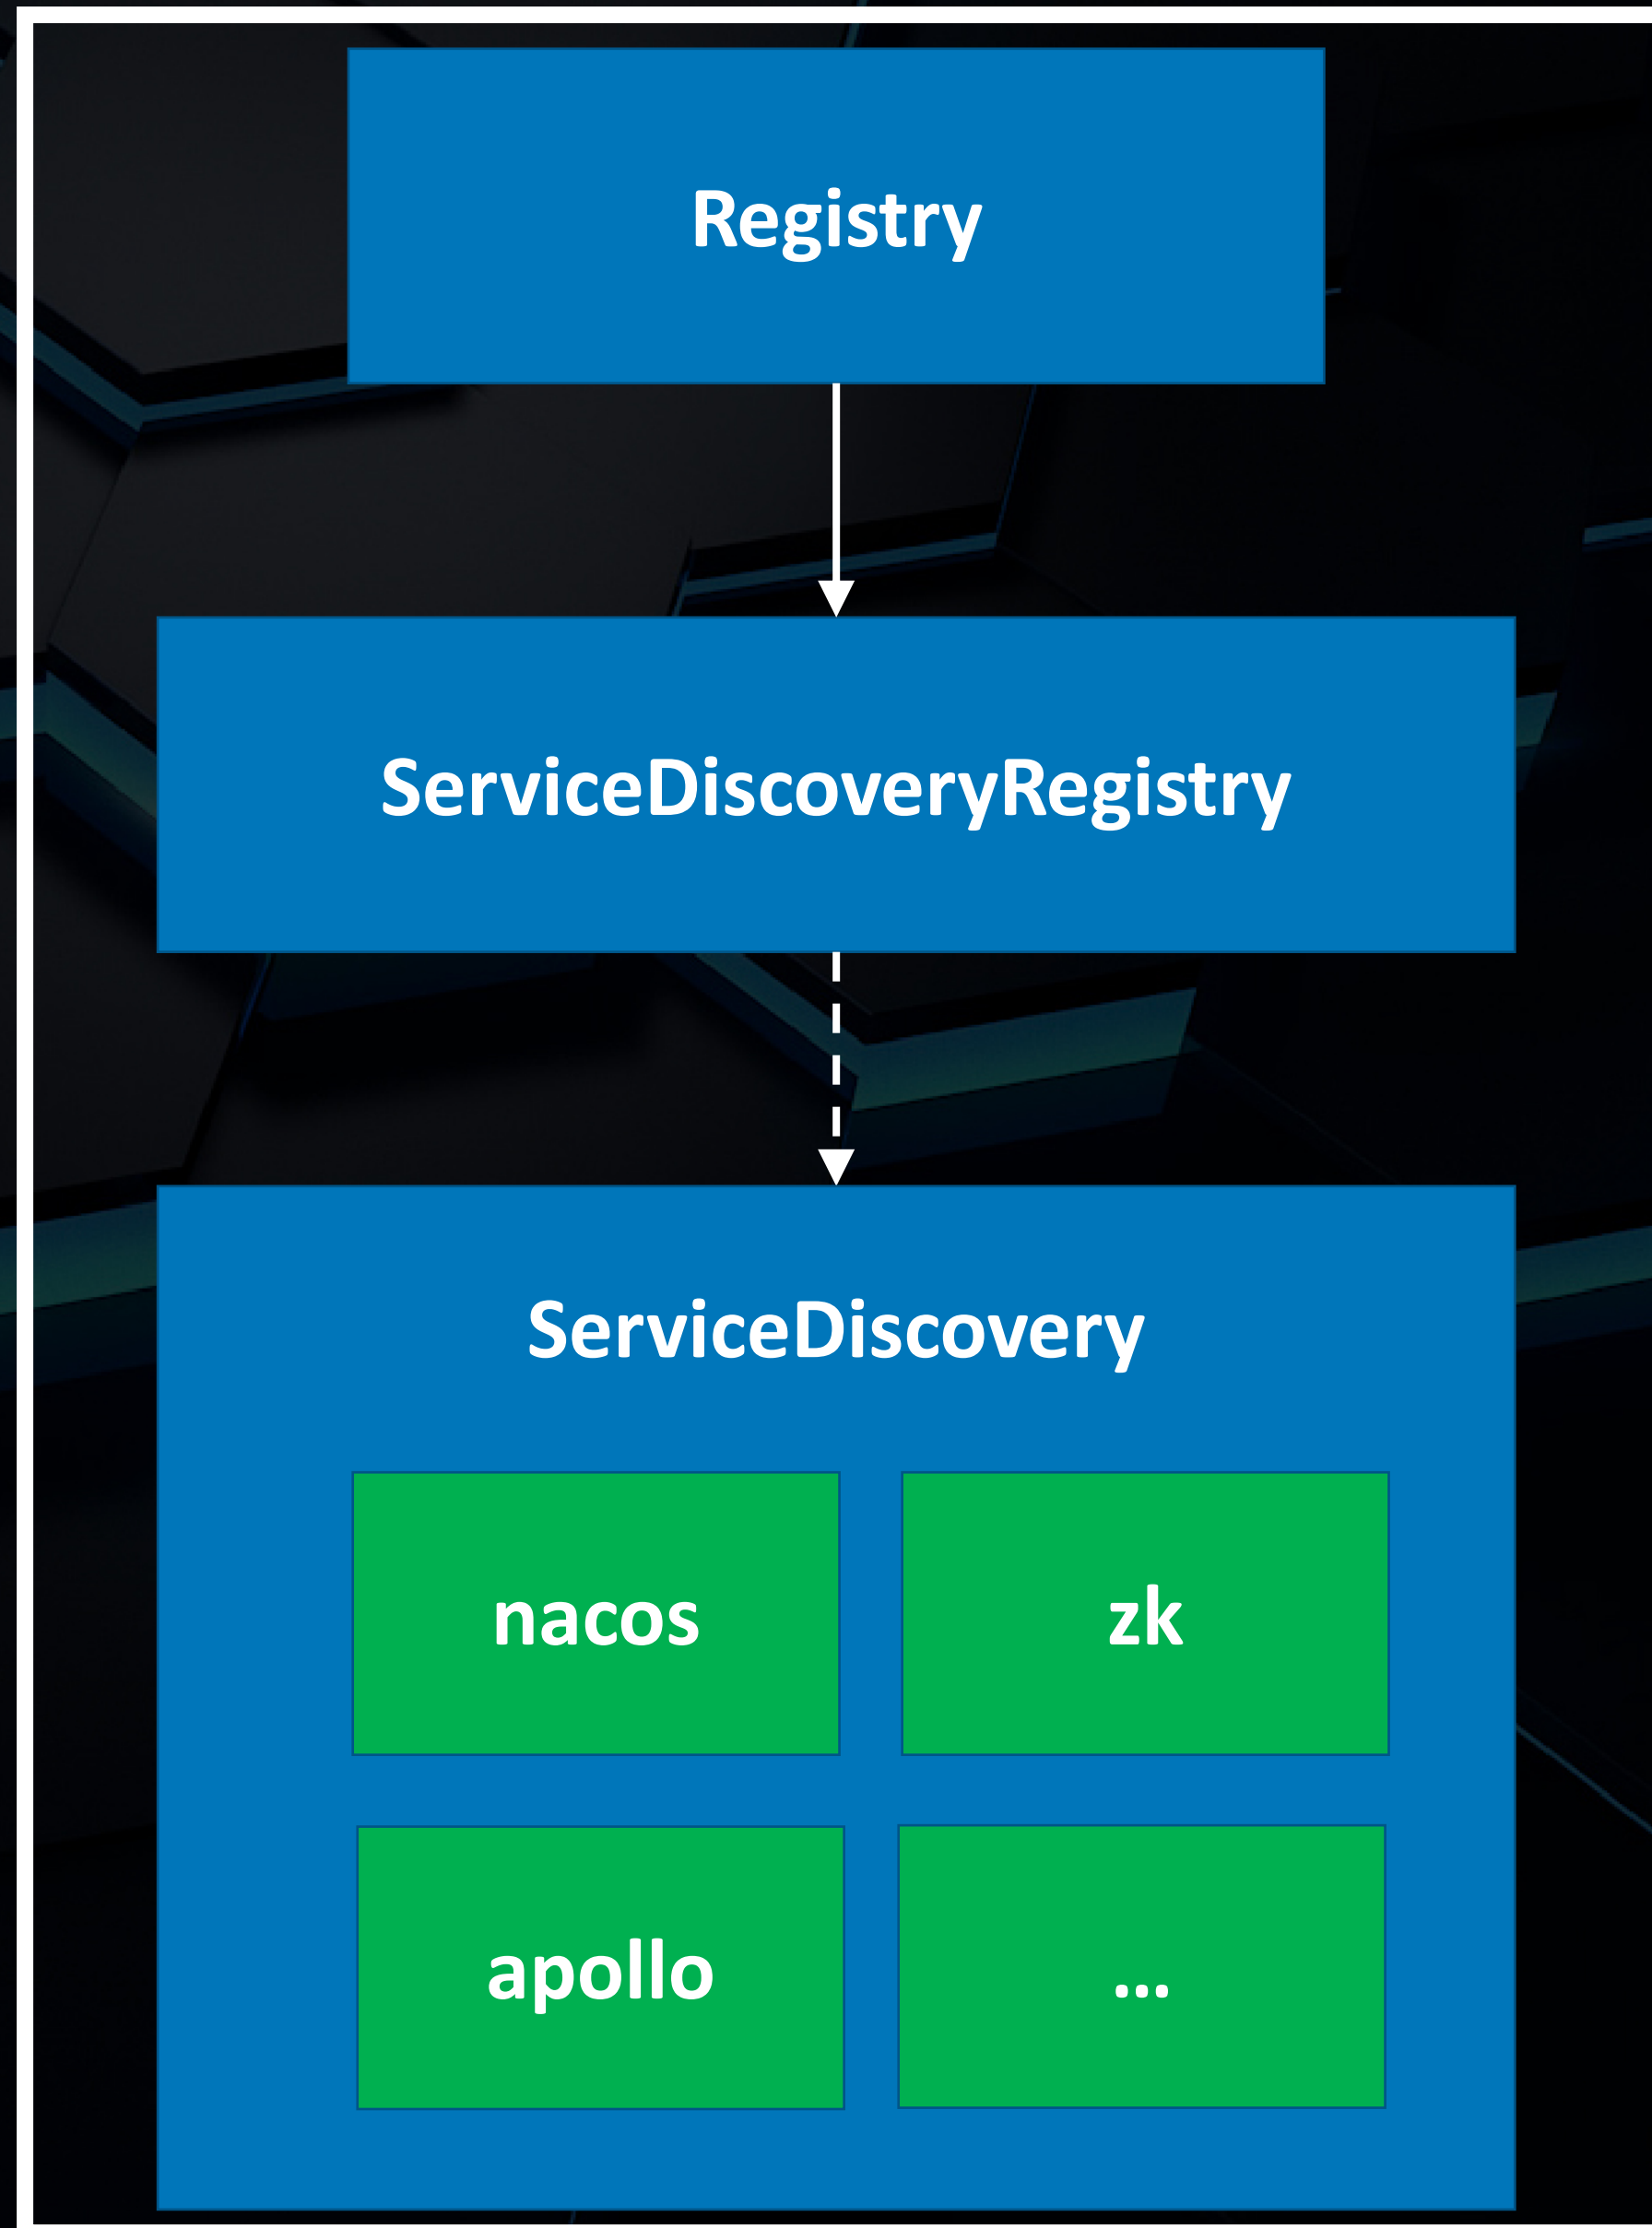 Registry
ServiceDiscoveryRegistry
ServiceDiscovery
nacos
zk
apollo
...